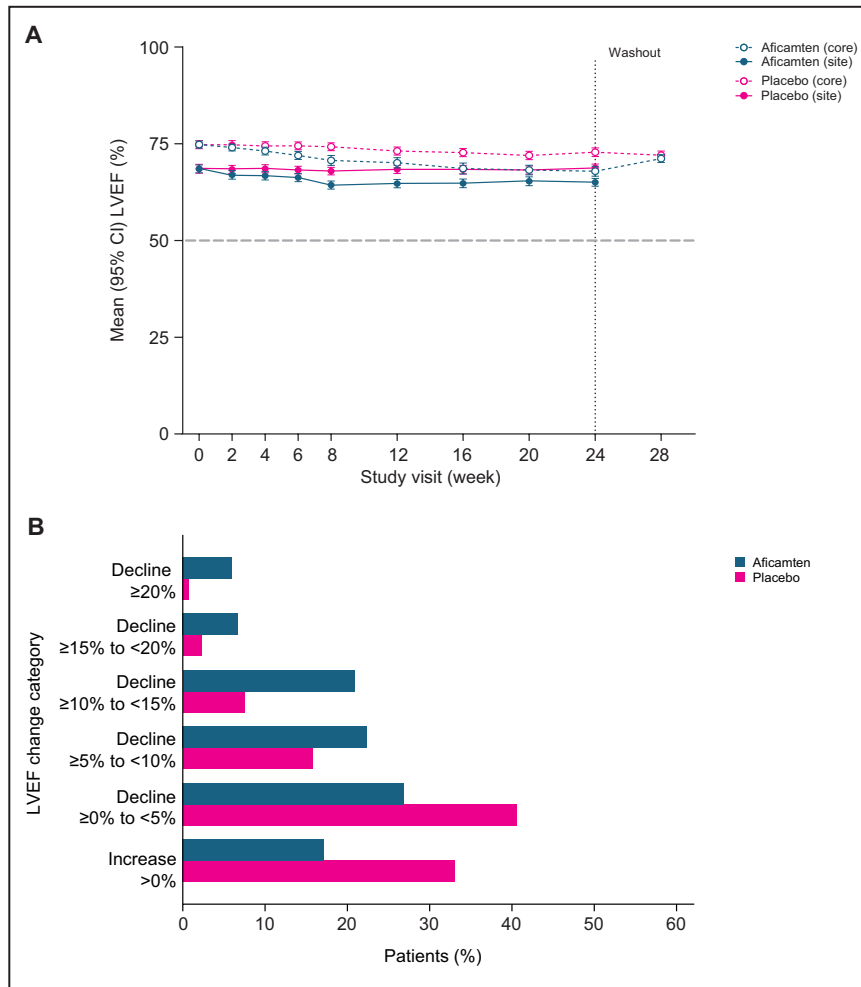 A
100
75
50
25
0
Mean (95% CI) LVEF (%)
Washout
Aficamten (core)
Aficamten (site)
Placebo (core)
Placebo (site)
0 2 4 6 8 12 16 20 24 28
Study visit (week)
B
LVEF change category
Decline
≥20%
Decline
≥15% to <20%
Decline
≥10% to <15%
Decline
≥5% to <10%
Decline
≥0% to <5%
Increase
>0%
Aficamten
Placebo
0 10 20 30 40 50 60
Patients (%)